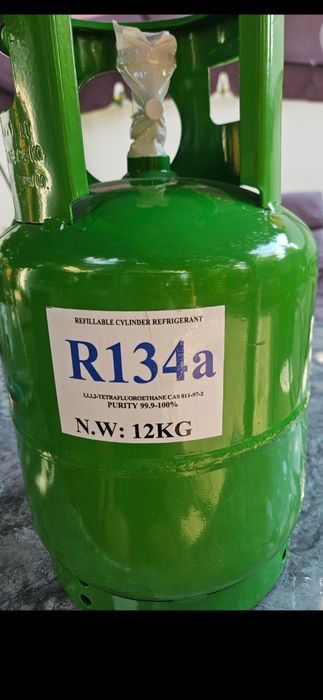 REFILLABLE CYLINDER REFRIGERANT
R134a
1,1,1,2-TETRAFLUOROETHANE CAS 811-97-2
PURITY 99.9-100%
N.W: 12KG